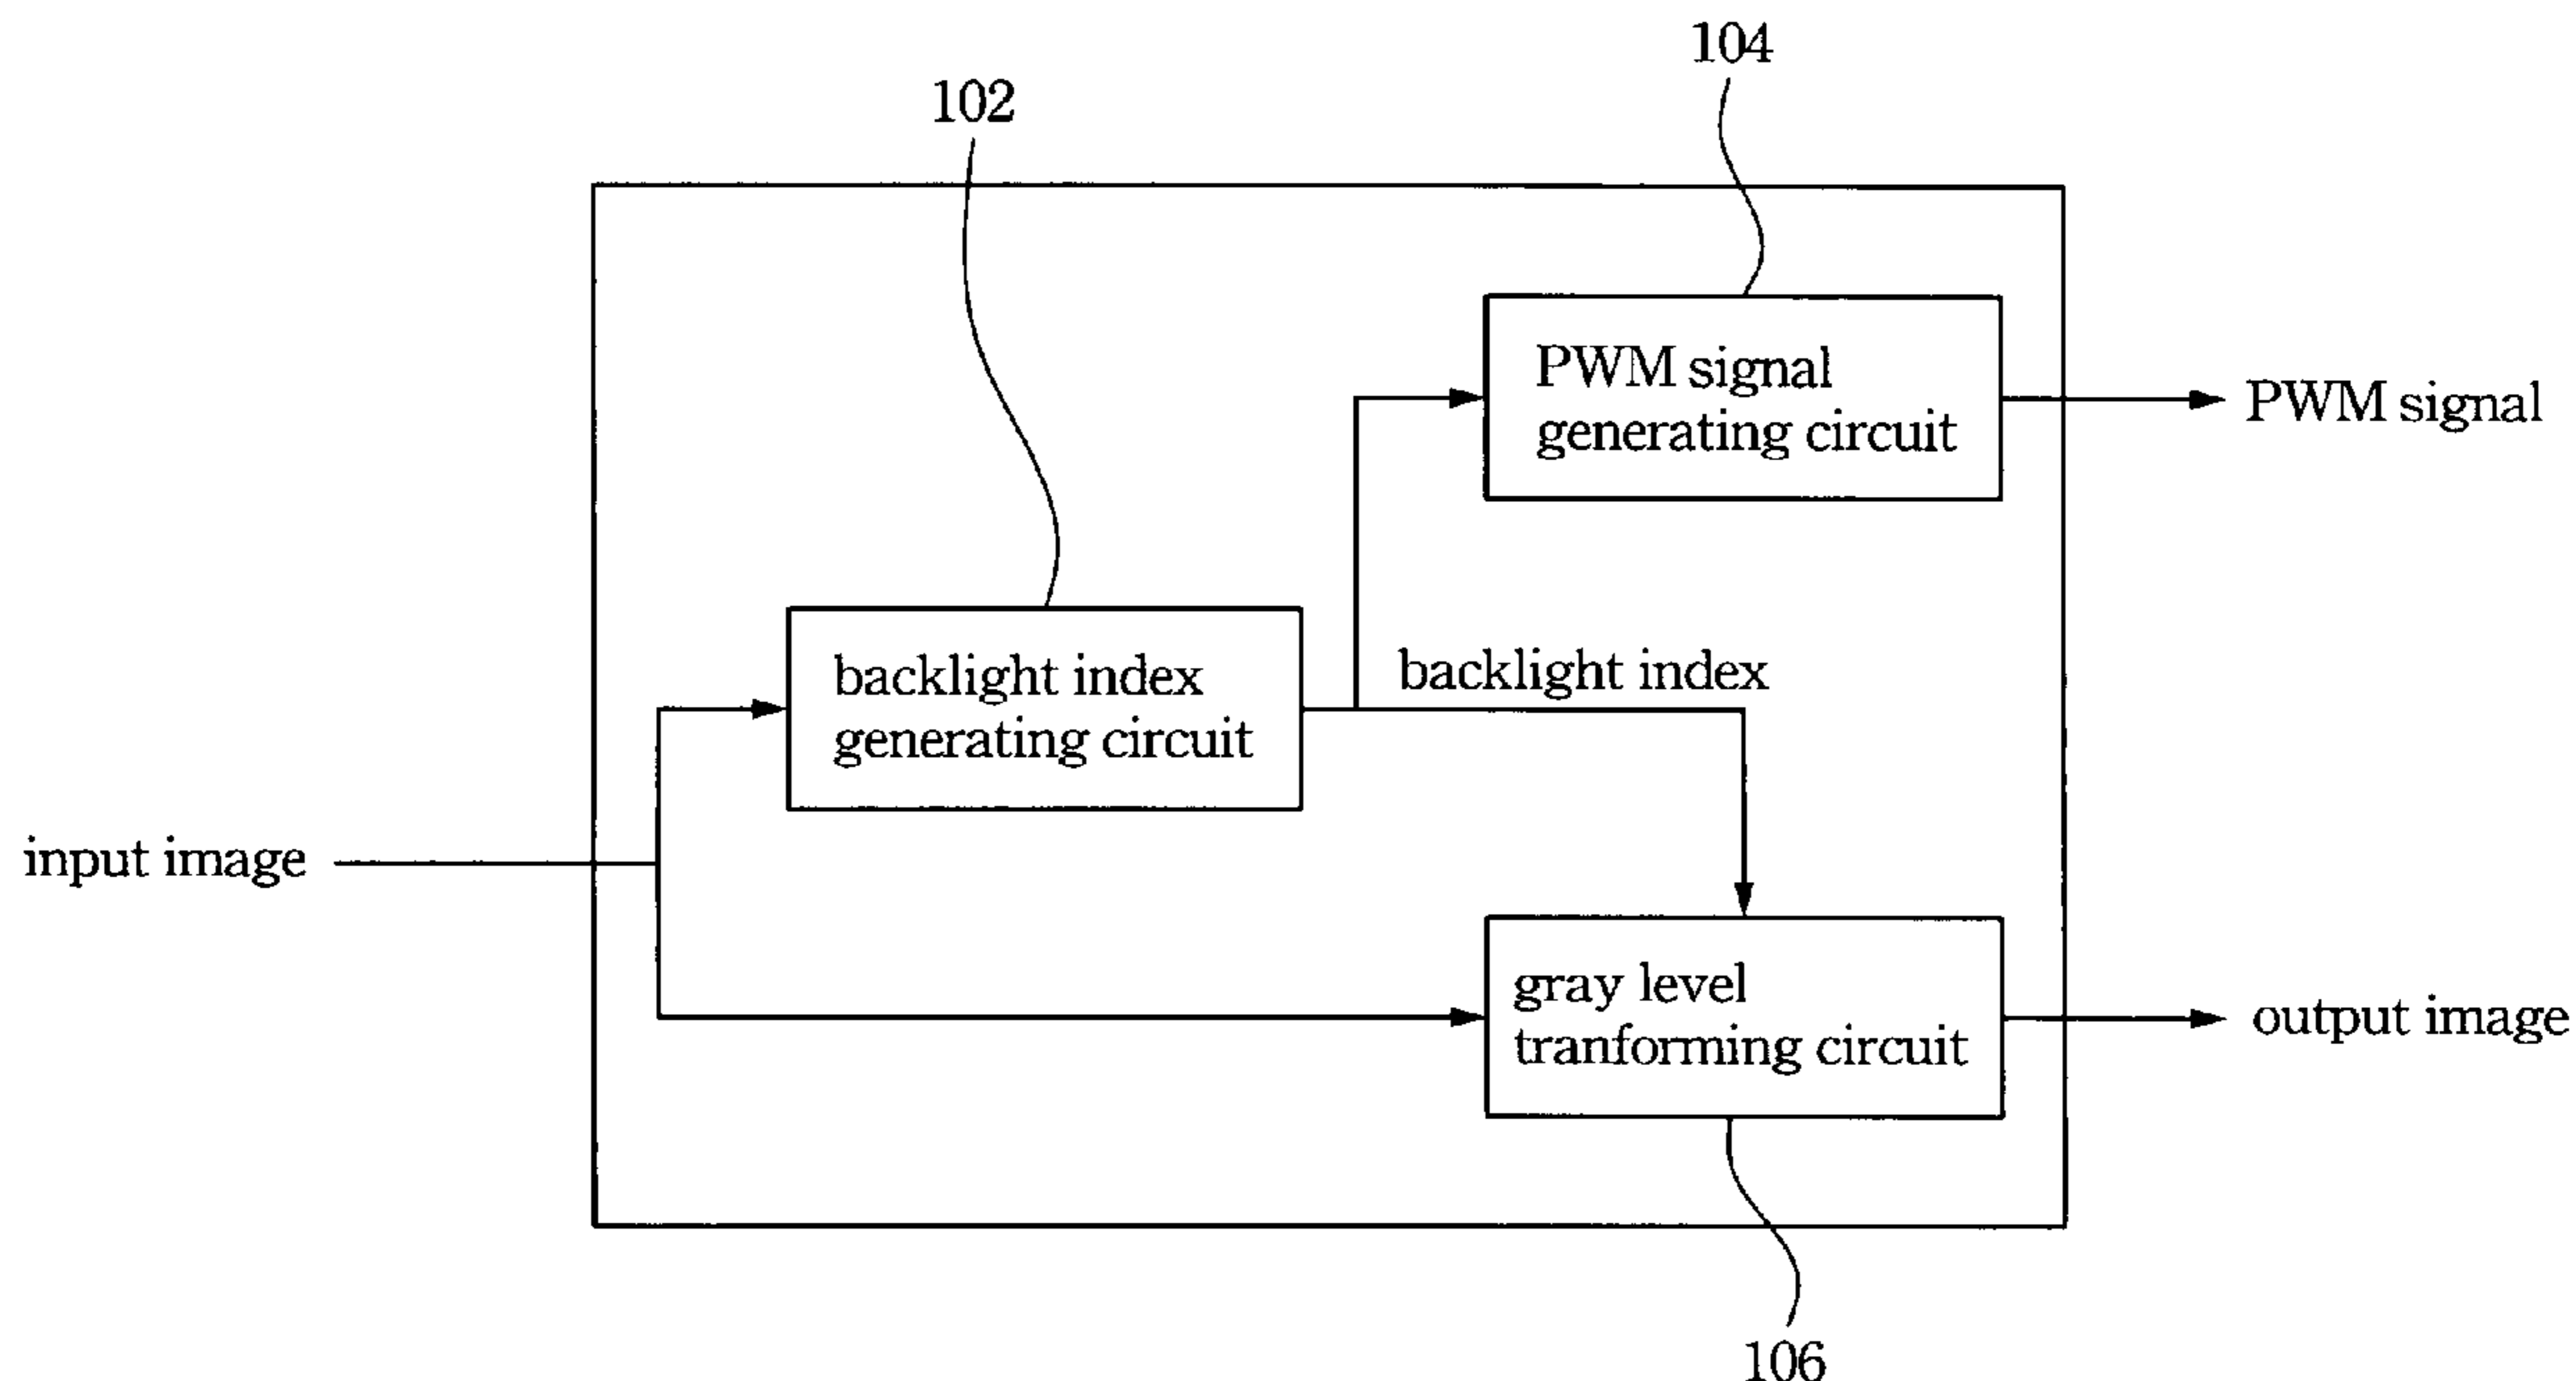 104
102
PWM signal
generating circuit
PWM signal
backlight index
generating circuit
backlight index
input image
gray level
tranforming circuit
output image
106